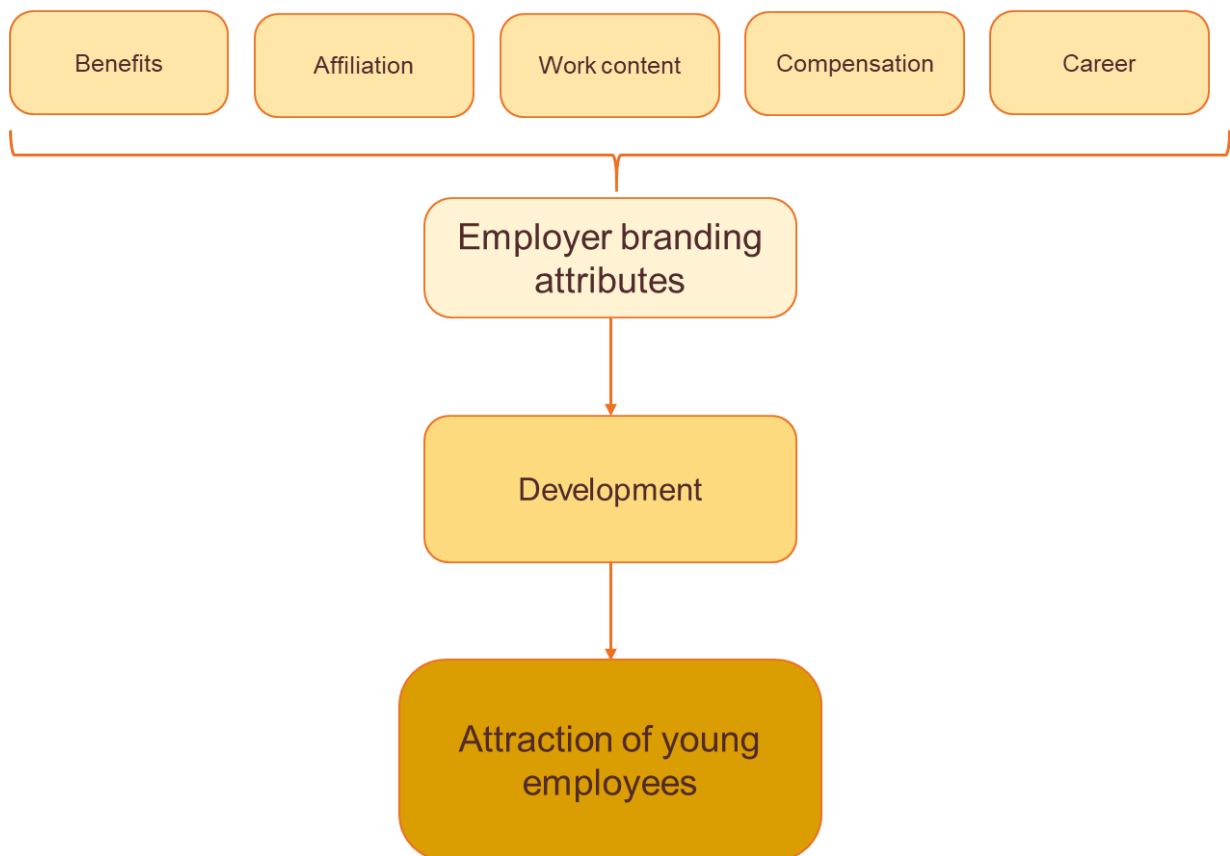 Benefits
Affiliation
Work content
Compensation
Career
Employer branding
attributes
Development
Attraction of young
employees